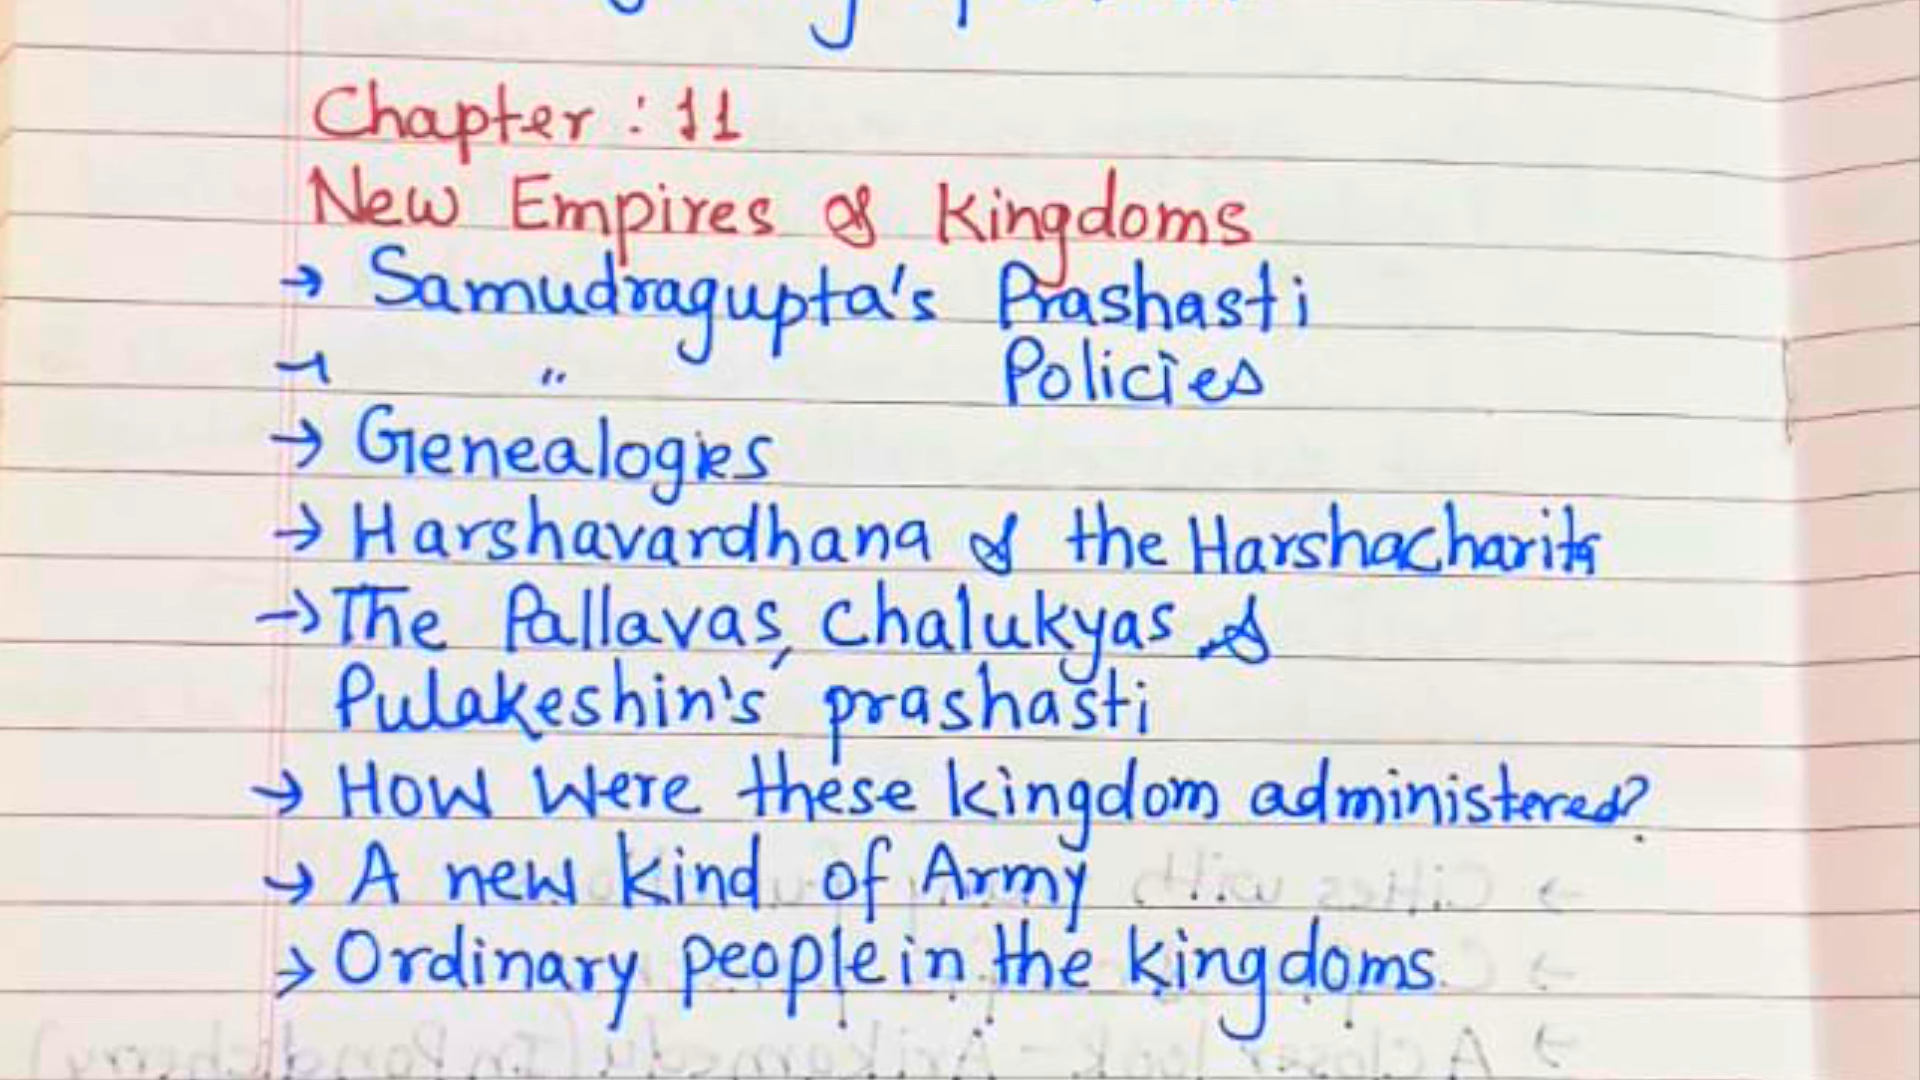 Chapter : 11
New Empires & Kingdoms
→ Samudragupta's Prashasti
→ " Policies
→ Genealogies
→ Harshavardhana & the Harshacharita
→ The Pallavas, Chalukyas &
Pulakeshin's prashasti
→ How were these kingdom administered?
→ A new kind of Army
→ Ordinary people in the kingdoms.